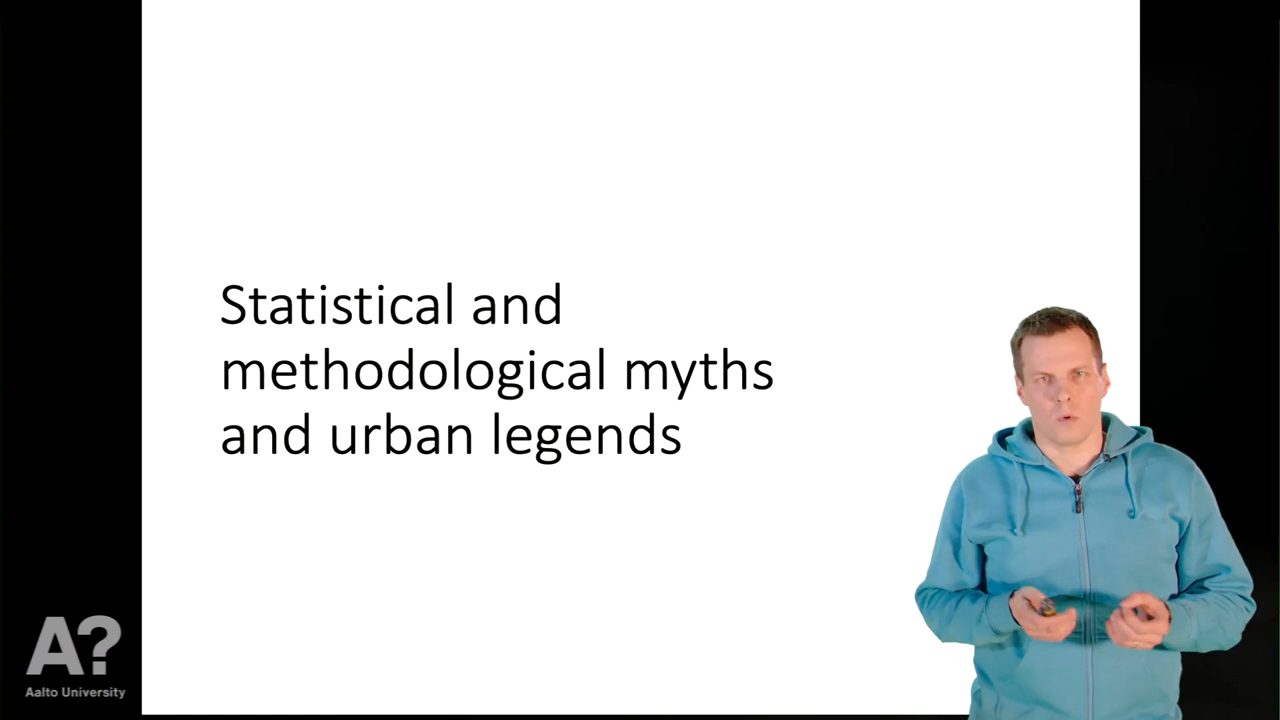 Statistical and
methodological myths
and urban legends
A?
Aalto University